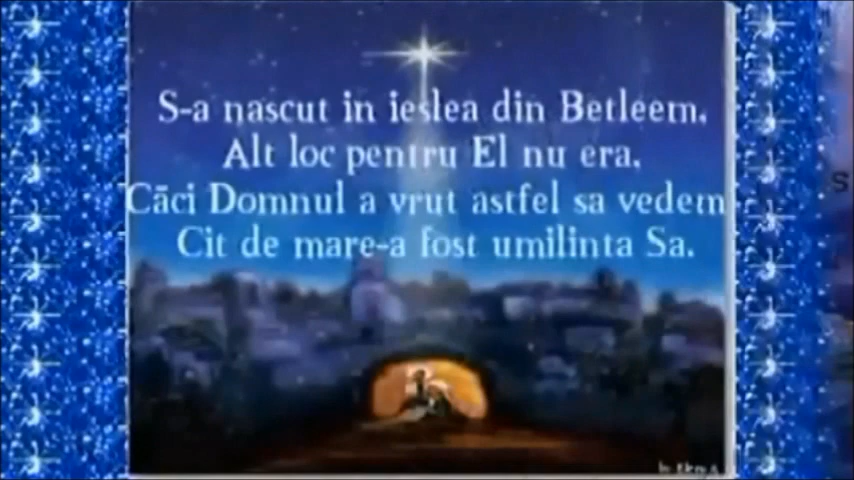 S-a nascut in ieslea din Betleem,
Alt loc pentru El nu era,
Căci Domnul a vrut astfel sa vedem
Cit de mare-a fost umilinta Sa.
s